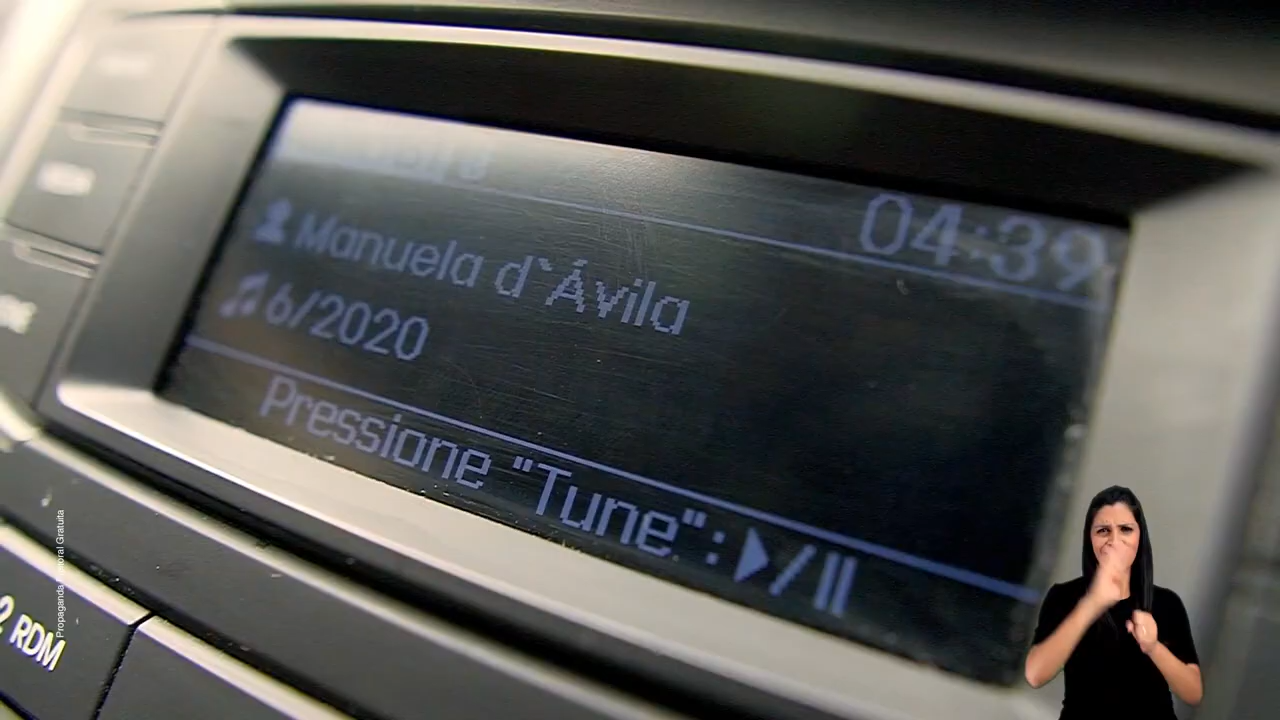 04:39
Manuela d`Ávila
6/2020
Pressione "Tune":▶/II
2 RDM
Propaganda Eleitoral Gratuita